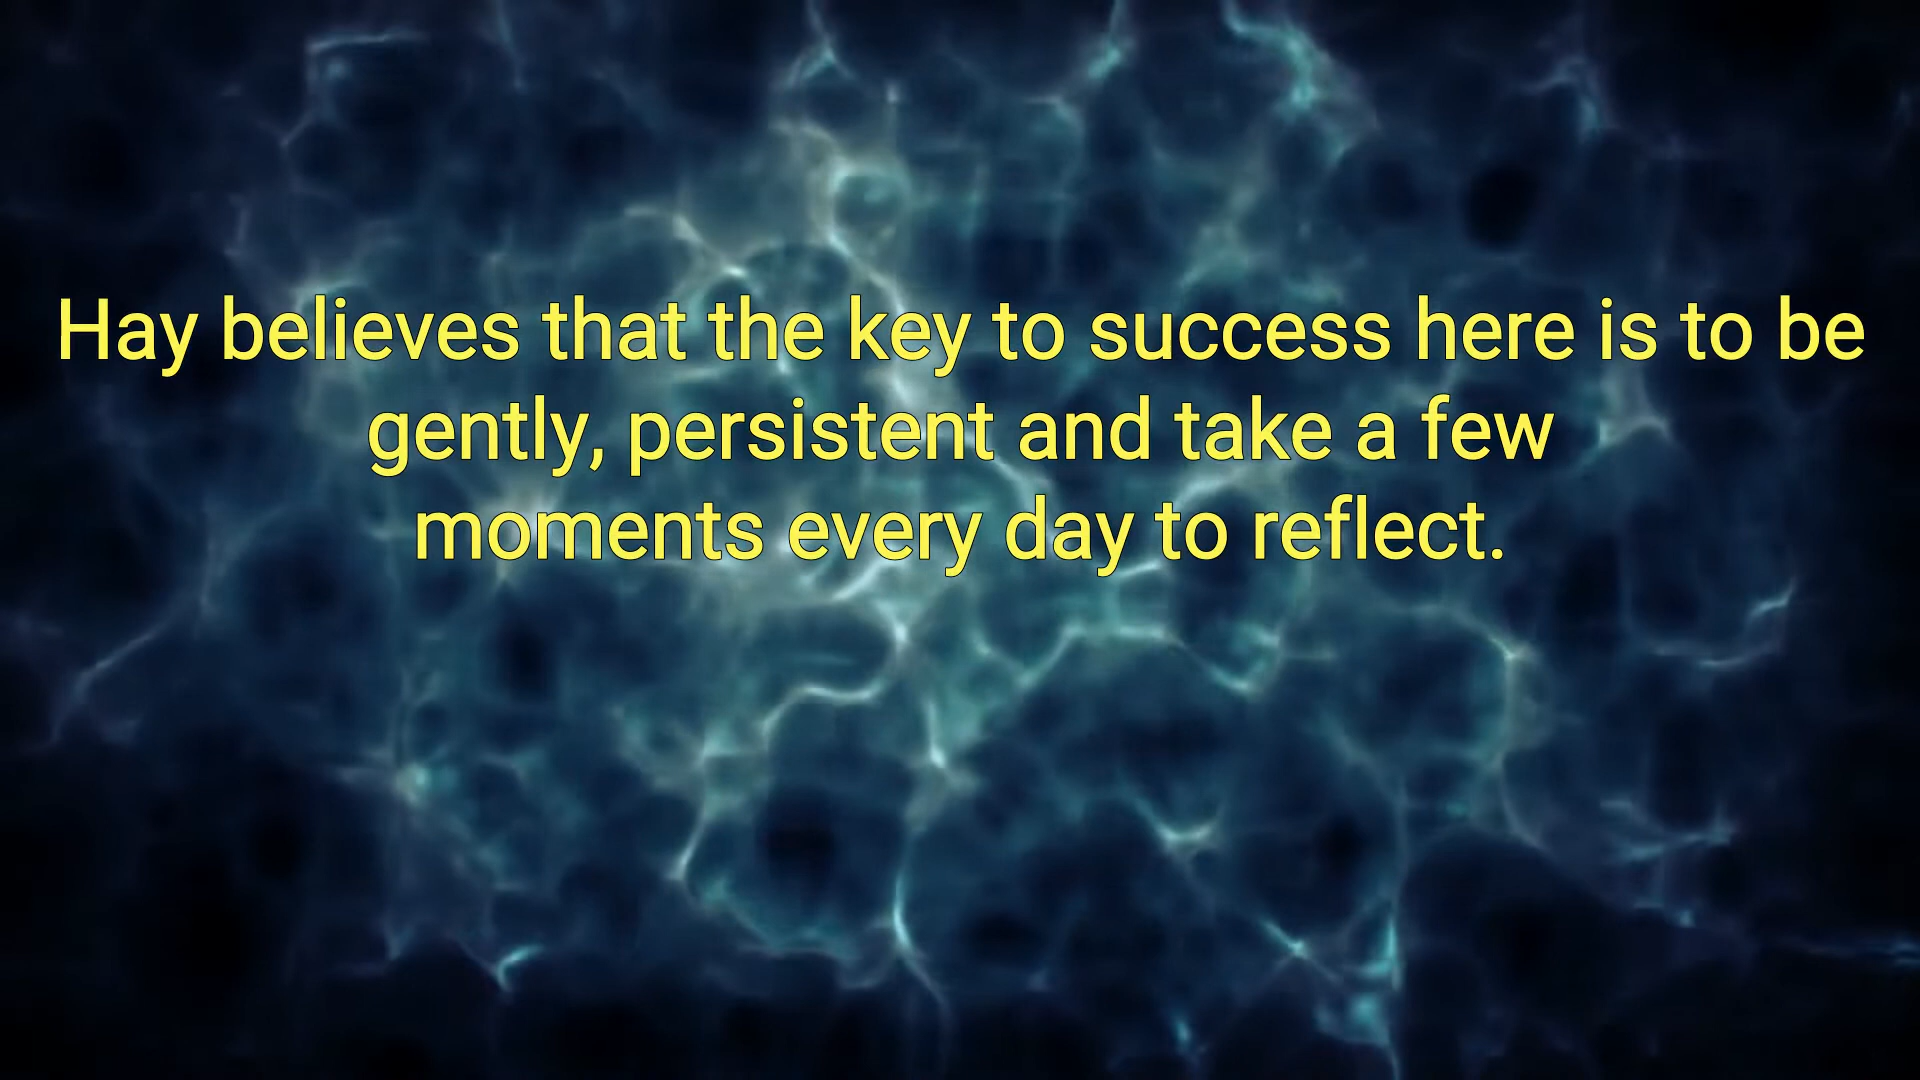 Hay believes that the key to success here is to be
gently, persistent and take a few
moments every day to reflect.